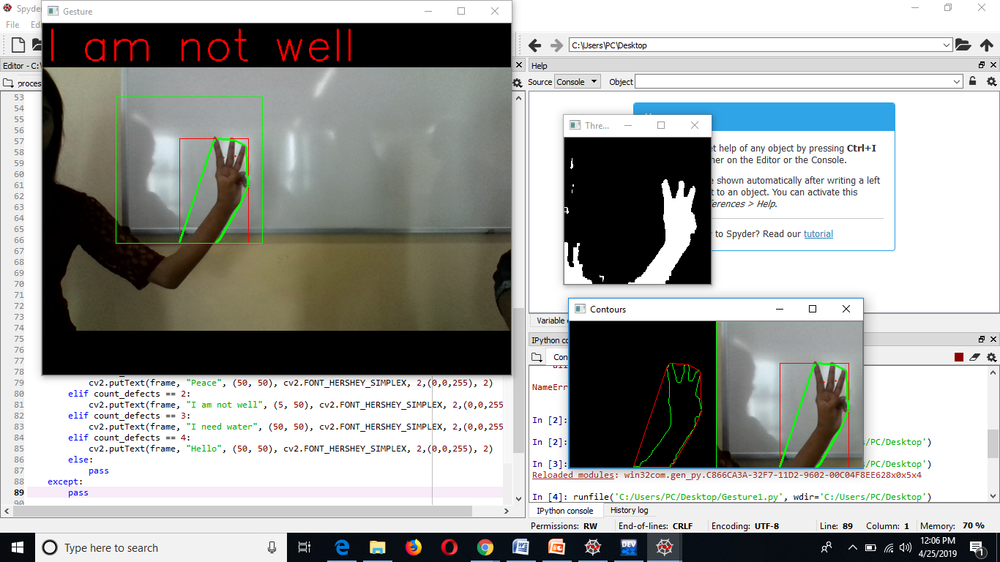 Spyder
Gesture
File
I am not well
C:\Users\PC\Desktop
Editor - C:\
Help
Source Console Object
proces
53
54
55
56
57
58
59
60
61
62
63
64
65
66
67
68
69
70
71
72
73
74
75
76
77
78
79 cv2.putText(frame, "Peace", (50, 50), cv2.FONT_HERSHEY_SIMPLEX, 2,(0,0,255), 2)
80 elif count_defects == 2:
81 cv2.putText(frame, "I am not well", (5, 50), cv2.FONT_HERSHEY_SIMPLEX, 2,(0,0,255
82 elif count_defects == 3:
83 cv2.putText(frame, "I need water", (50, 50), cv2.FONT_HERSHEY_SIMPLEX, 2,(0,0,255
84 elif count_defects == 4:
85 cv2.putText(frame, "Hello", (50, 50), cv2.FONT_HERSHEY_SIMPLEX, 2,(0,0,255), 2)
86 else:
87 pass
88 except:
89 pass
90
Thre...
et help of any object by pressing Ctrl+I
her on the Editor or the Console.
e shown automatically after writing a left
t to an object. You can activate this
ferences > Help.
to Spyder? Read our tutorial
Contours
Variable
IPython co
Con
NameErr
In [2]:
In [2]: s/PC/Desktop')
In [3]: s/PC/Desktop')
Reloaded modules: win32com.gen_py.C866CA3A-32F7-11D2-9602-00C04F8EE628x0x5x4
In [4]: runfile('C:/Users/PC/Desktop/Gesture1.py', wdir='C:/Users/PC/Desktop')
IPython console History log
Permissions: RW End-of-lines: CRLF Encoding: UTF-8 Line: 89 Column: 1 Memory: 70 %
Type here to search
DEV
12:06 PM
4/25/2019
1